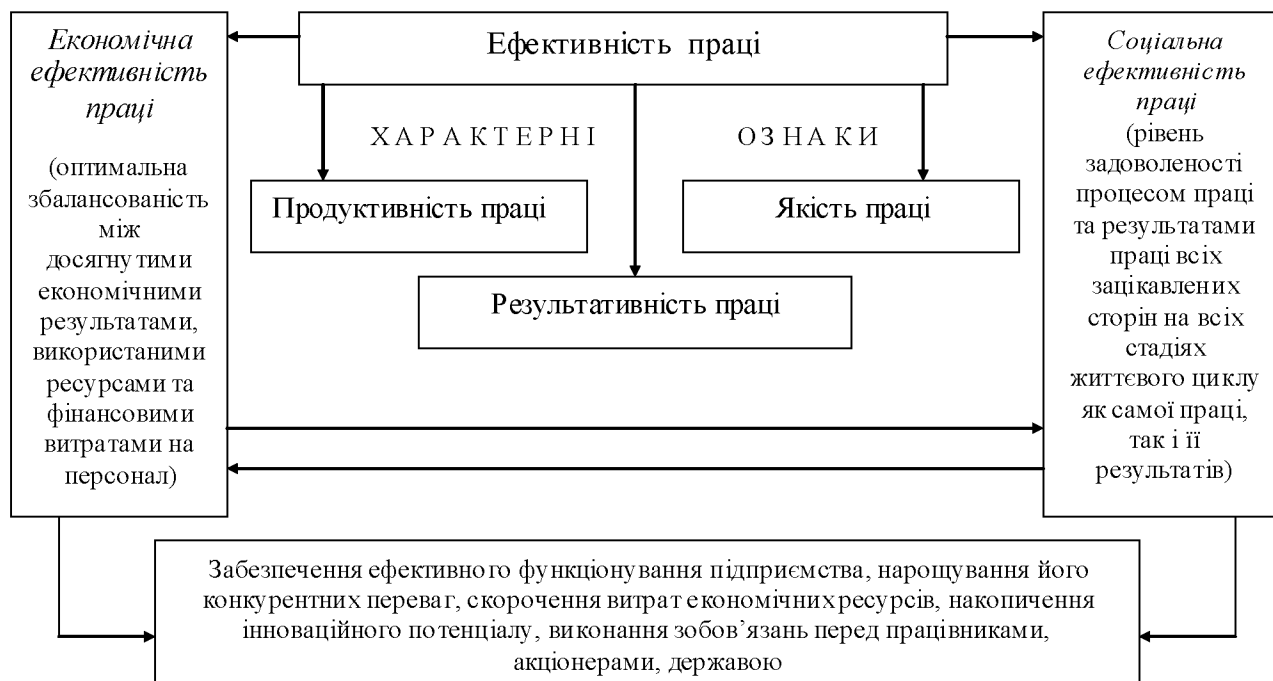 Економічна
ефективність
праці
(оптимальна
збалансованість
між
досягнутими
економічними
результатами,
використаними
ресурсами та
фінансовими
витратами на
персонал)
Ефективність праці
ХАРАКТЕРНІ ОЗНАКИ
Продуктивність праці
Якість праці
Результативність праці
Соціальна
ефективність
праці
(рівень
задоволеності
процесом праці
та результатами
праці всіх
зацікавлених
сторін на всіх
стадіях
життєвого циклу
як самої праці,
так і її
результатів)
Забезпечення ефективного функціонування підприємства, нарощування його
конкурентних переваг, скорочення витрат економічних ресурсів, накопичення
інноваційного потенціалу, виконання зобов’язань перед працівниками,
акціонерами, державою